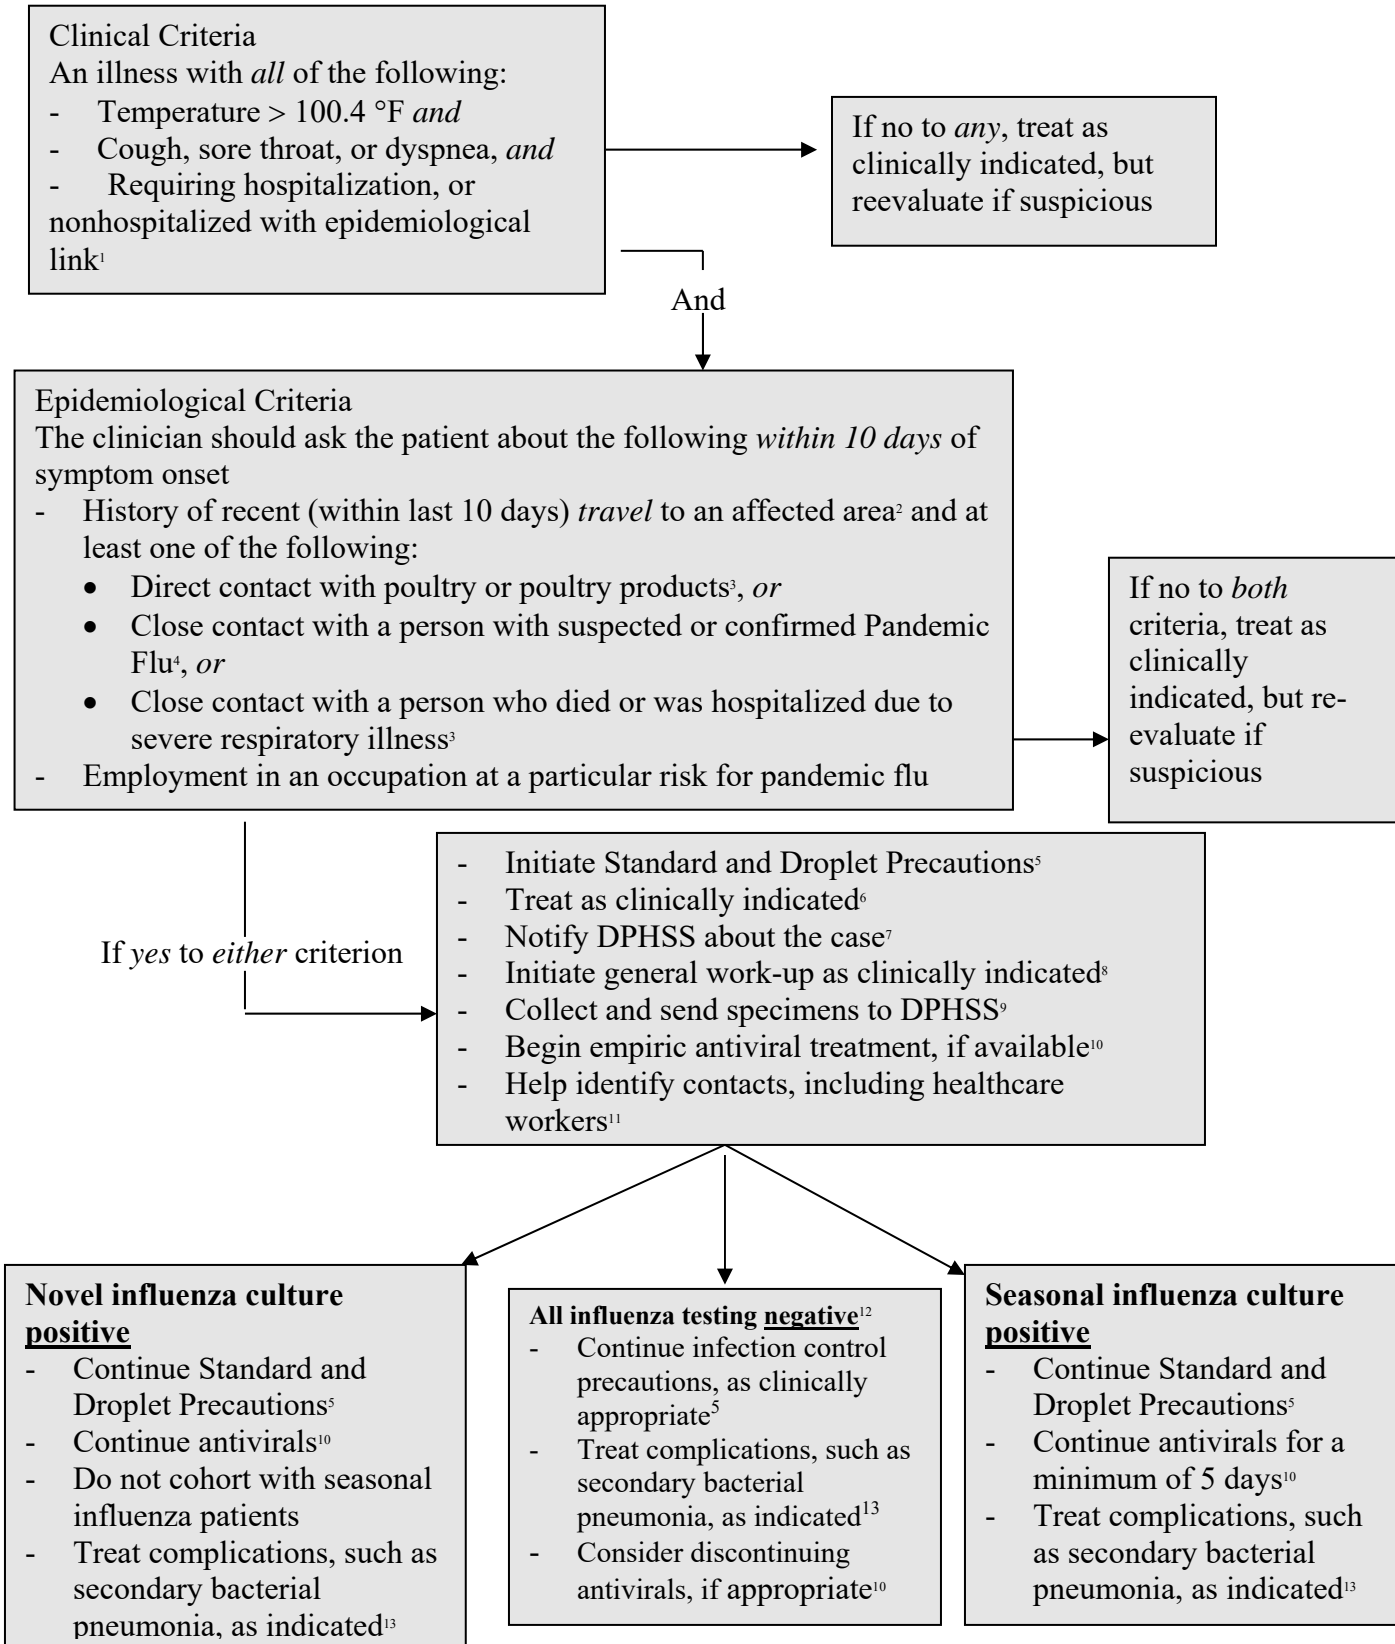 Clinical Criteria
An illness with all of the following:
- Temperature > 100.4 °F and
- Cough, sore throat, or dyspnea, and
- Requiring hospitalization, or
nonhospitalized with epidemiological
link¹
If no to any, treat as
clinically indicated, but
reevaluate if suspicious
And
Epidemiological Criteria
The clinician should ask the patient about the following within 10 days of
symptom onset
- History of recent (within last 10 days) travel to an affected area² and at
least one of the following:
• Direct contact with poultry or poultry products³, or
• Close contact with a person with suspected or confirmed Pandemic
Flu⁴, or
• Close contact with a person who died or was hospitalized due to
severe respiratory illness³
- Employment in an occupation at a particular risk for pandemic flu
If no to both
criteria, treat as
clinically
indicated, but re-
evaluate if
suspicious
If yes to either criterion
- Initiate Standard and Droplet Precautions⁵
- Treat as clinically indicated⁶
- Notify DPHSS about the case⁷
- Initiate general work-up as clinically indicated⁸
- Collect and send specimens to DPHSS⁹
- Begin empiric antiviral treatment, if available¹⁰
- Help identify contacts, including healthcare
workers¹¹
Novel influenza culture
positive
- Continue Standard and
Droplet Precautions⁵
- Continue antivirals¹⁰
- Do not cohort with seasonal
influenza patients
- Treat complications, such as
secondary bacterial
pneumonia, as indicated¹³
All influenza testing negative¹²
- Continue infection control
precautions, as clinically
appropriate⁵
- Treat complications, such as
secondary bacterial
pneumonia, as indicated¹³
- Consider discontinuing
antivirals, if appropriate¹⁰
Seasonal influenza culture
positive
- Continue Standard and
Droplet Precautions⁵
- Continue antivirals for a
minimum of 5 days¹⁰
- Treat complications, such
as secondary bacterial
pneumonia, as indicated¹³